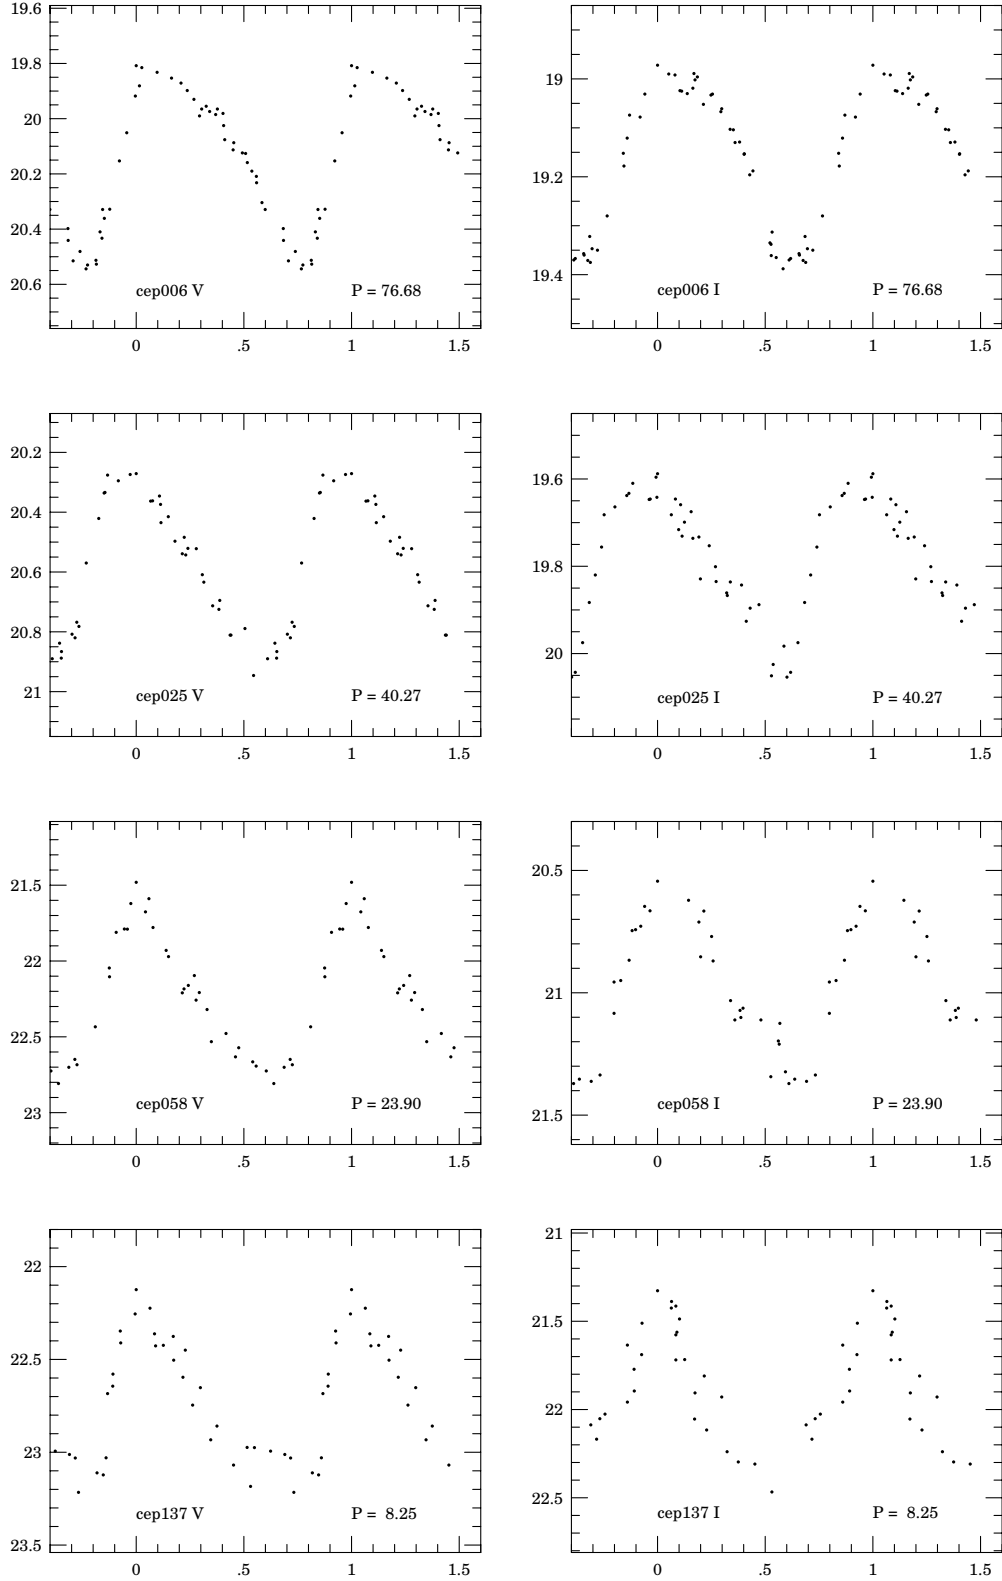 19.6
19.8
20
20.2
20.4
20.6
cep006 V P = 76.68
0 .5 1 1.5
19
19.2
19.4
cep006 I P = 76.68
0 .5 1 1.5
20.2
20.4
20.6
20.8
21
cep025 V P = 40.27
0 .5 1 1.5
19.6
19.8
20
cep025 I P = 40.27
0 .5 1 1.5
21.5
22
22.5
23
cep058 V P = 23.90
0 .5 1 1.5
20.5
21
21.5
cep058 I P = 23.90
0 .5 1 1.5
22
22.5
23
23.5
cep137 V P = 8.25
0 .5 1 1.5
21
21.5
22
22.5
cep137 I P = 8.25
0 .5 1 1.5